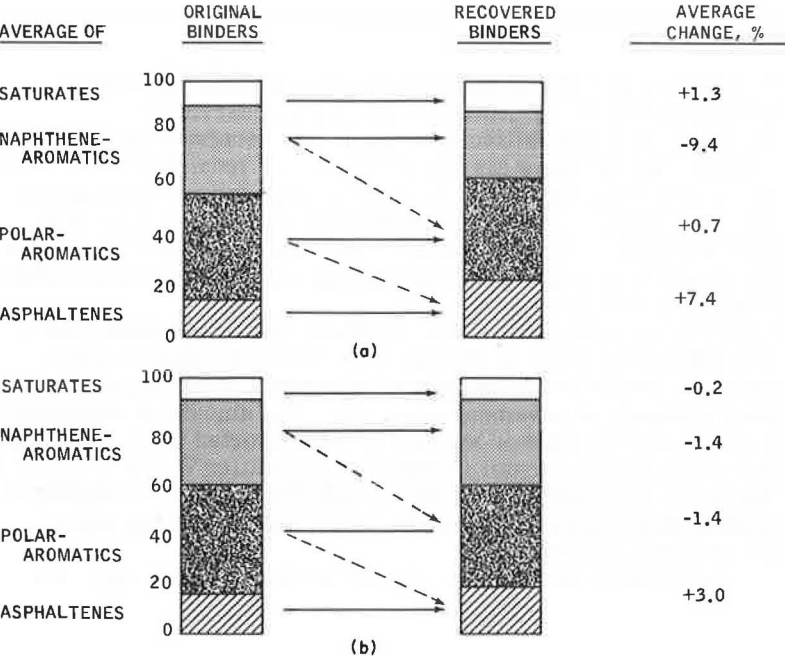 AVERAGE OF
ORIGINAL
BINDERS
RECOVERED
BINDERS
AVERAGE
CHANGE, %
SATURATES
NAPHTHENE-
AROMATICS
POLAR-
AROMATICS
ASPHALTENES
100
80
60
40
20
0
+1.3
-9.4
+0.7
+7.4
(a)
SATURATES
NAPHTHENE-
AROMATICS
POLAR-
AROMATICS
ASPHALTENES
100
80
60
40
20
0
-0.2
-1.4
-1.4
+3.0
(b)